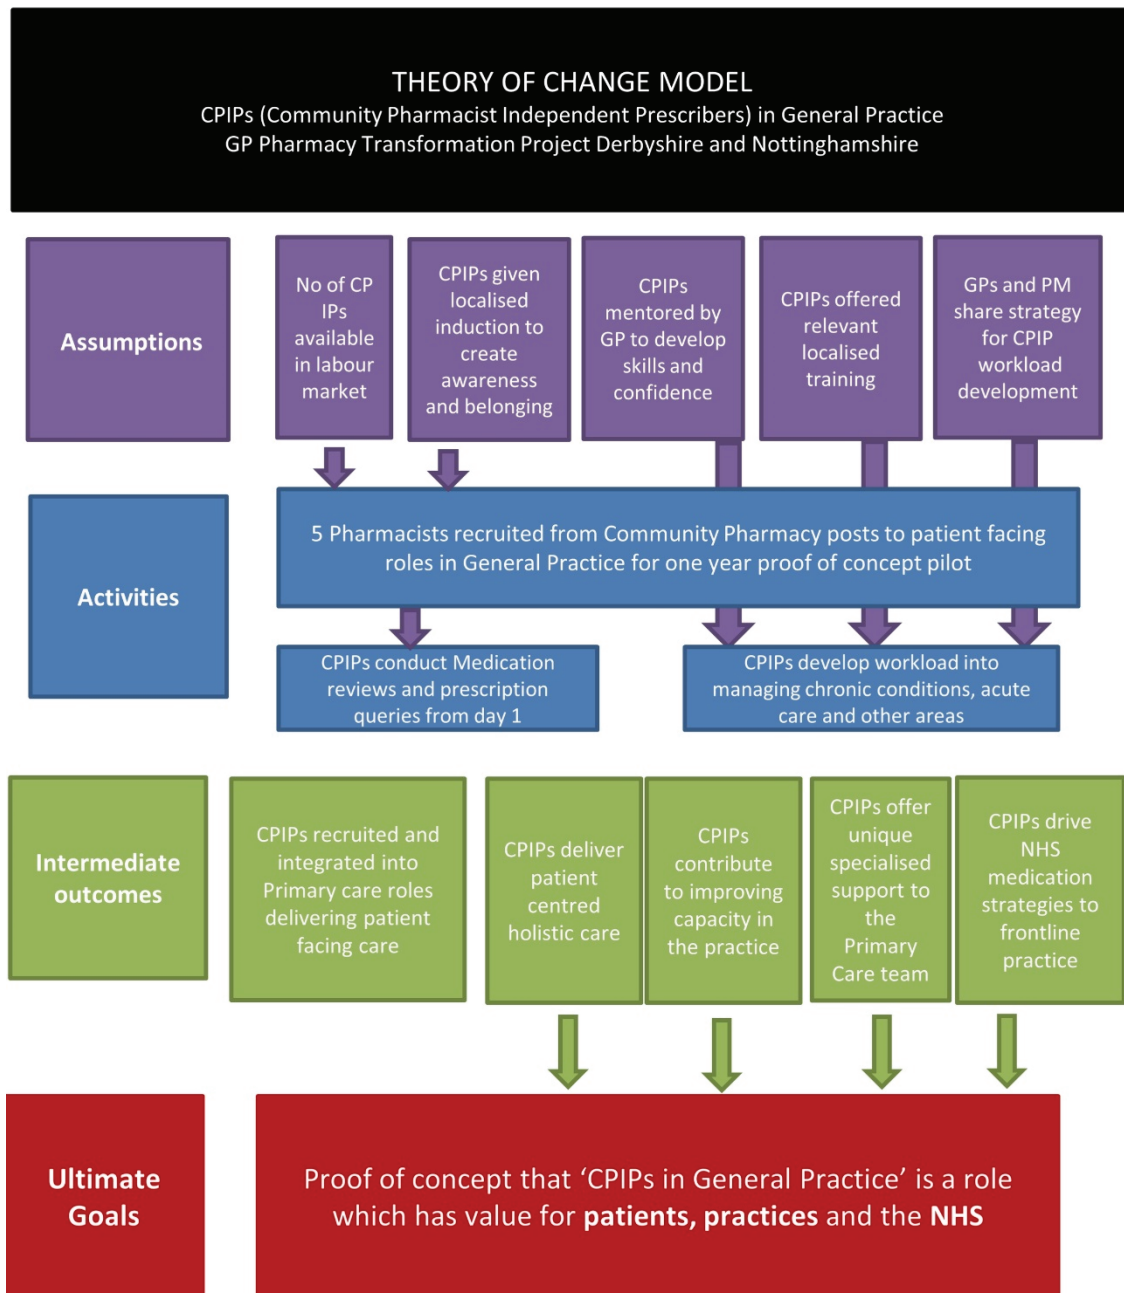 THEORY OF CHANGE MODEL
CPIPs (Community Pharmacist Independent Prescribers) in General Practice
GP Pharmacy Transformation Project Derbyshire and Nottinghamshire
Assumptions
No of CP
IPs
available
in labour
market
CPIPs given
localised
induction to
create
awareness
and belonging
CPIPs
mentored by
GP to develop
skills and
confidence
CPIPs offered
relevant
localised
training
GPs and PM
share strategy
for CPIP
workload
development
Activities
5 Pharmacists recruited from Community Pharmacy posts to patient facing
roles in General Practice for one year proof of concept pilot
CPIPs conduct Medication
reviews and prescription
queries from day 1
CPIPs develop workload into
managing chronic conditions, acute
care and other areas
Intermediate
outcomes
CPIPs recruited and
integrated into
Primary care roles
delivering patient
facing care
CPIPs deliver
patient
centred
holistic care
CPIPs
contribute
to improving
capacity in
the practice
CPIPs offer
unique
specialised
support to
the
Primary
Care team
CPIPs drive
NHS
medication
strategies to
frontline
practice
Ultimate
Goals
Proof of concept that ‘CPIPs in General Practice’ is a role
which has value for patients, practices and the NHS